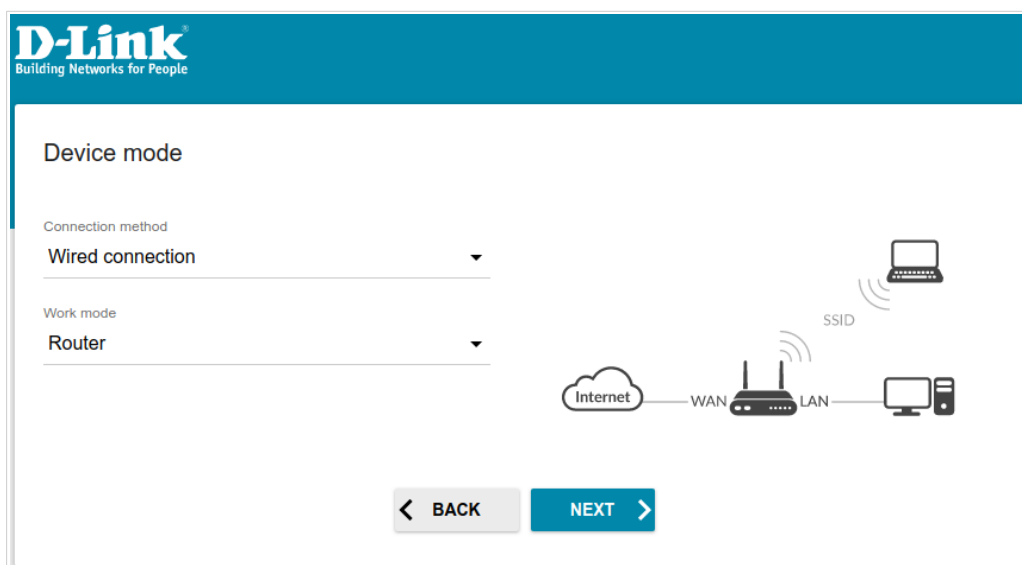 D-Link®
Building Networks for People
Device mode
Connection method
Wired connection
Work mode
Router
SSID
Internet
WAN
LAN
BACK
NEXT